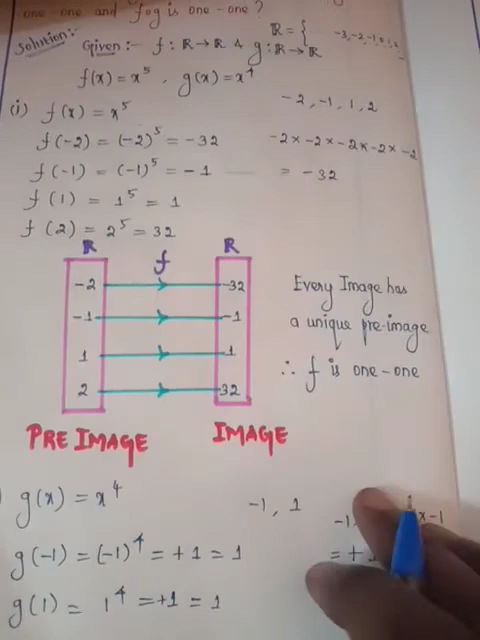 one-one and fog is one-one?
Solution:-
Given :- f : R→R & g : R→R
R = { -3, -2, -1, 0, 1, 2
f(x) = x⁵ , g(x) = x⁴
(i) f(x) = x⁵
-2, -1, 1, 2
f(-2) = (-2)⁵ = -32
-2 x -2 x -2 x -2 x -2
f(-1) = (-1)⁵ = -1
= -32
f(1) = 1⁵ = 1
f(2) = 2⁵ = 32
R f R
-2 -32
-1 -1
1 1
2 32
Every Image has
a unique pre-image
∴ f is one-one
PRE IMAGE IMAGE
g(x) = x⁴
-1, 1
x-1
g(-1) = (-1)⁴ = +1 = 1
= +1
g(1) = 1⁴ = +1 = 1